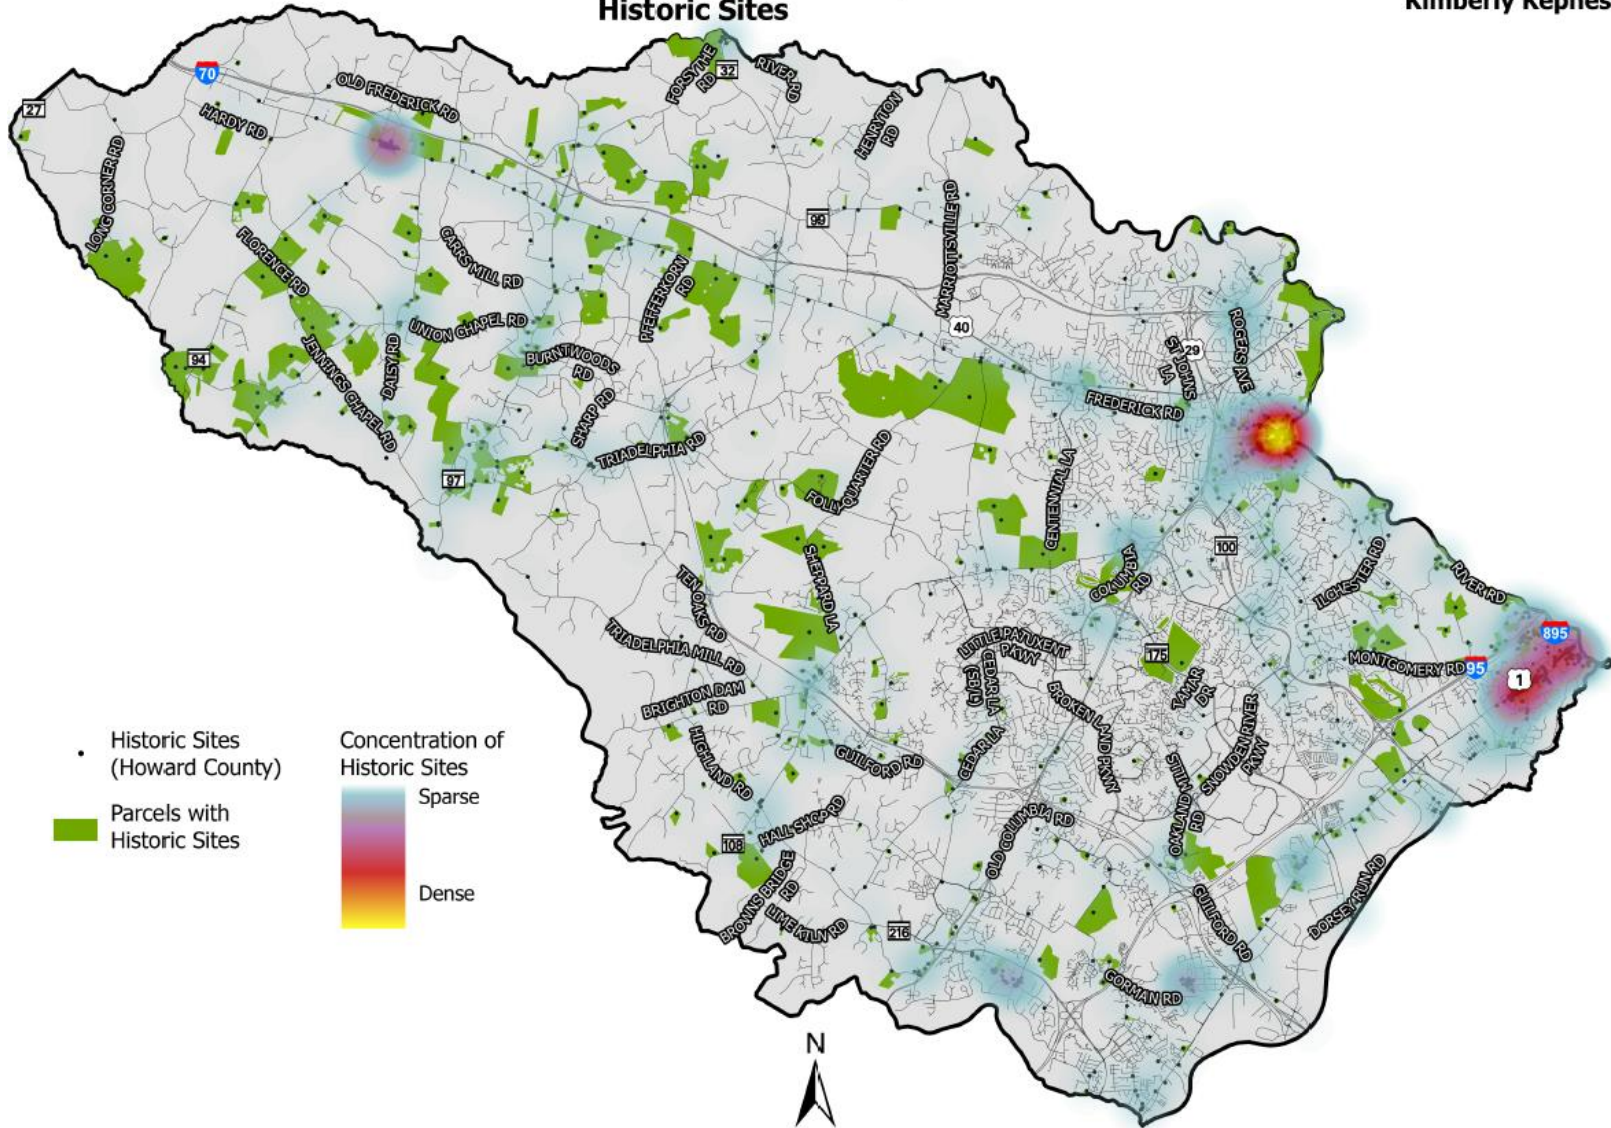 Historic Sites
Kimberly Kephes
70
27
HARDY RD
OLD FREDERICK RD
FORSYTHE
RD
32
RIVER RD
HENRYTON
RD
LONG CORNER RD
FLORENCE RD
CARRS MILL RD
PFEFFERKORN
RD
99
MARRIOTTSVILLE RD
40
UNION CHAPEL RD
94
JENNINGS CHAPEL RD
DAISY RD
BURNTWOODS
RD
SHARP RD
TRIADELPHIA RD
97
29
ST JOHNS
LA
ROGERS AVE
FREDERICK RD
FOLLY QUARTER RD
CENTENNIAL LA
100
COLUMBIA
RD
ILCHESTER RD
RIVER RD
TEN OAKS RD
SHEPPARD LA
TRIADELPHIA MILL RD
LITTLE PATUXENT
PKWY
CEDAR LA
(SB/L)
175
TAMAR
DR
MONTGOMERY RD
95
895
1
BRIGHTON DAM
RD
HIGHLAND RD
GUILFORD RD
CEDAR LA
BROKEN LAND PKWY
SNOWDEN RIVER
PKWY
OAKLAND MILLS
RD
HALL SHOP RD
OLD COLUMBIA RD
108
BROWNS BRIDGE
RD
LIME KILN RD
216
GUILFORD RD
DORSEY RUN RD
GORMAN RD
Historic Sites
(Howard County)
Parcels with
Historic Sites
Concentration of
Historic Sites
Sparse
Dense
N